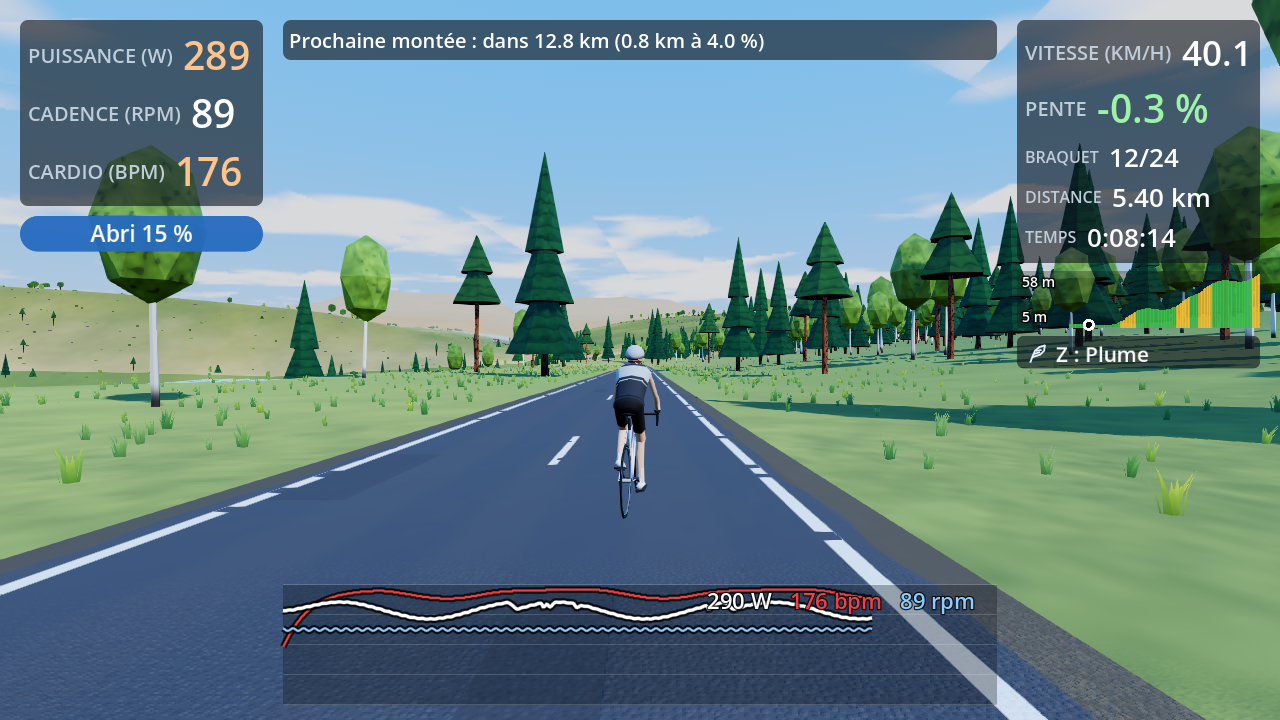 PUISSANCE (W) 289
CADENCE (RPM) 89
CARDIO (BPM) 176
Abri 15 %
Prochaine montée : dans 12.8 km (0.8 km à 4.0 %)
VITESSE (KM/H) 40.1
PENTE -0.3 %
BRAQUET 12/24
DISTANCE 5.40 km
TEMPS 0:08:14
58 m
5 m
Z : Plume
290 W 176 bpm 89 rpm